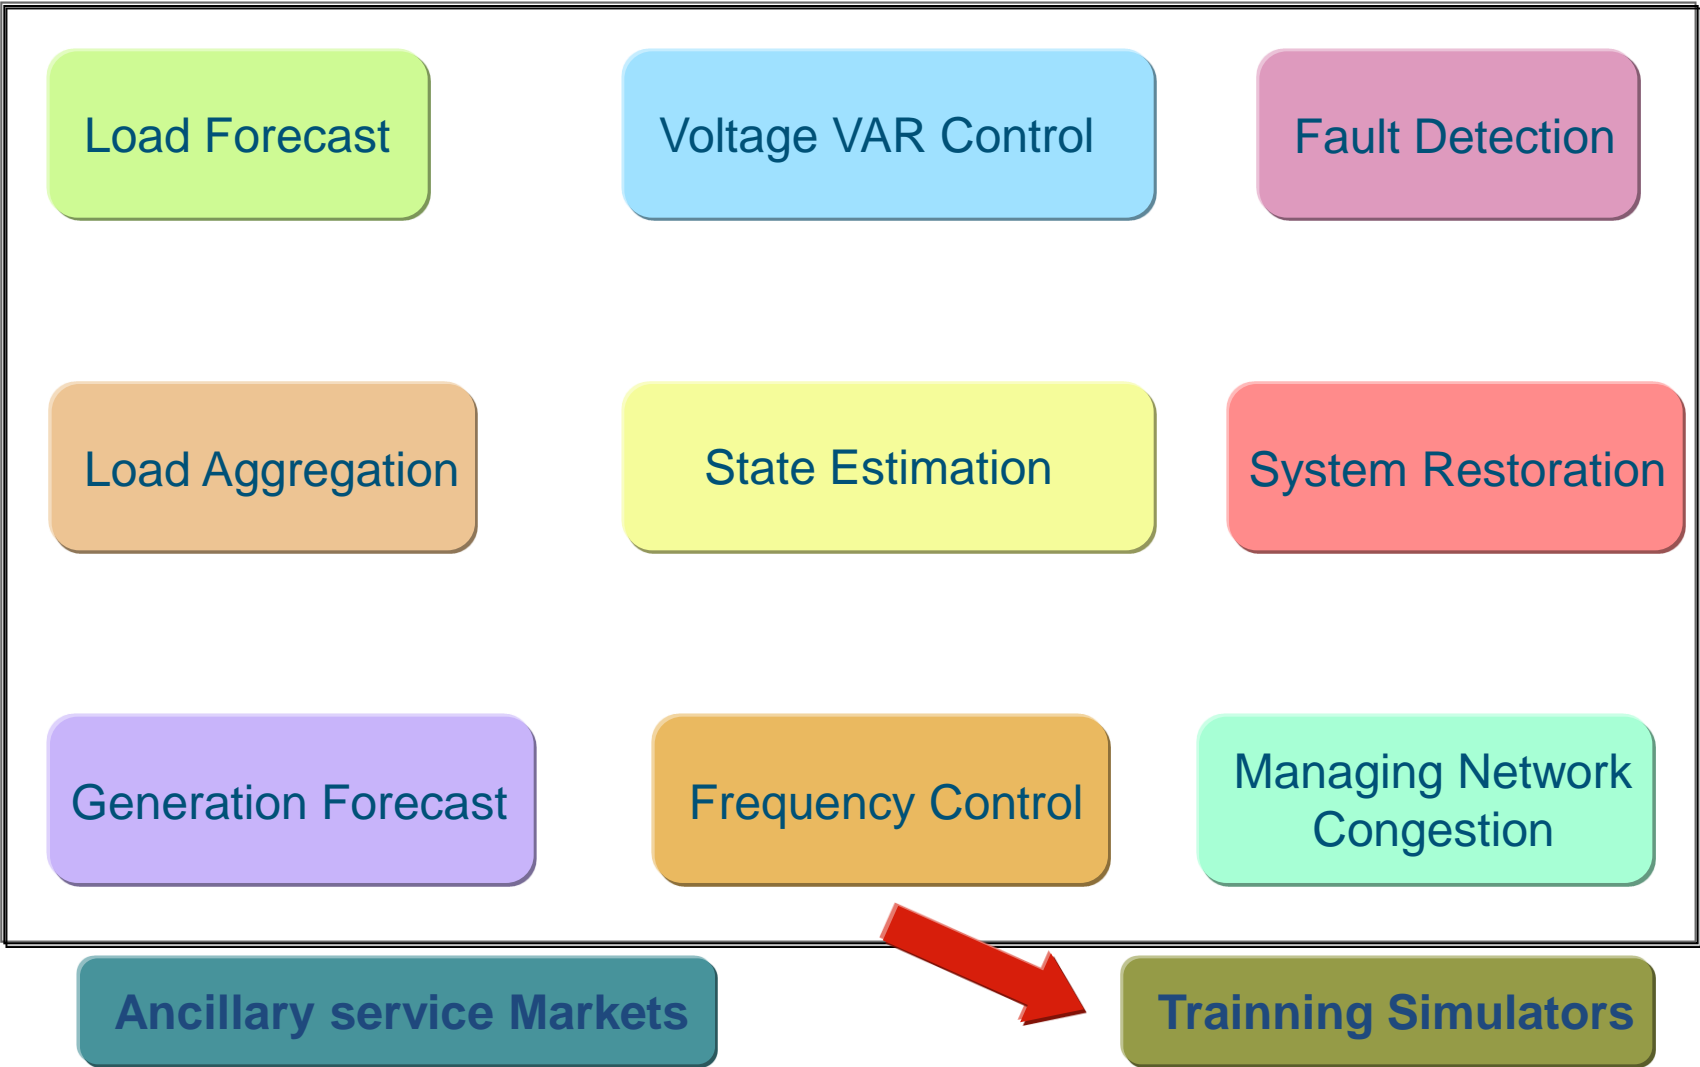 Load Forecast
Voltage VAR Control
Fault Detection
Load Aggregation
State Estimation
System Restoration
Generation Forecast
Frequency Control
Managing Network
Congestion
Ancillary service Markets
Trainning Simulators